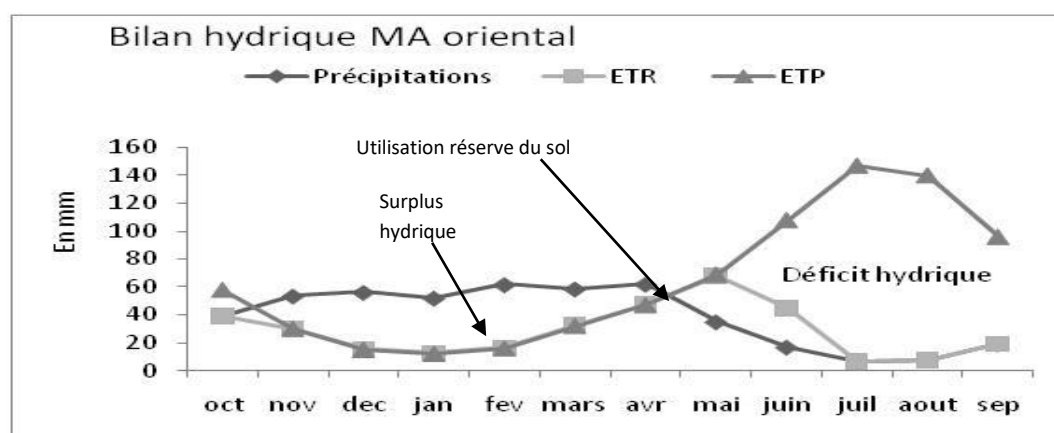 Bilan hydrique MA oriental
Précipitations ETR ETP
Utilisation réserve du sol
Surplus
hydrique
Déficit hydrique
En mm
160
140
120
100
80
60
40
20
0
oct nov dec jan fev mars avr mai juin juil aout sep